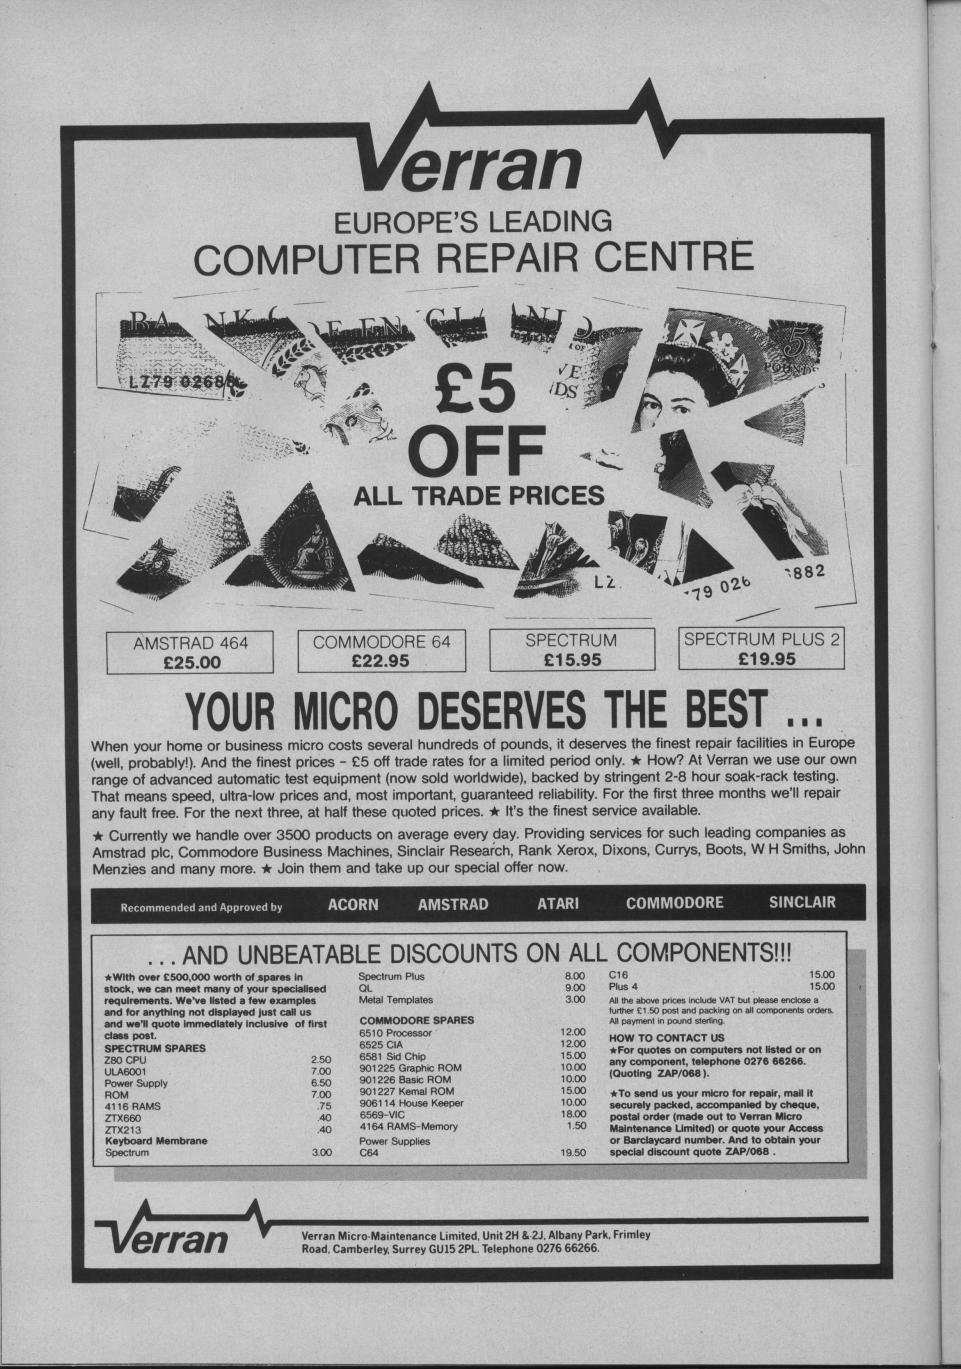 Verran
EUROPE'S LEADING
COMPUTER REPAIR CENTRE
LZ79 02688
5
POUNDS
£5
OFF
ALL TRADE PRICES
LZ
79 026
882
AMSTRAD 464
£25.00
COMMODORE 64
£22.95
SPECTRUM
£15.95
SPECTRUM PLUS 2
£19.95
YOUR MICRO DESERVES THE BEST ...
When your home or business micro costs several hundreds of pounds, it deserves the finest repair facilities in Europe
(well, probably!). And the finest prices – £5 off trade rates for a limited period only. ★ How? At Verran we use our own
range of advanced automatic test equipment (now sold worldwide), backed by stringent 2-8 hour soak-rack testing.
That means speed, ultra-low prices and, most important, guaranteed reliability. For the first three months we'll repair
any fault free. For the next three, at half these quoted prices. ★ It's the finest service available.
★ Currently we handle over 3500 products on average every day. Providing services for such leading companies as
Amstrad plc, Commodore Business Machines, Sinclair Research, Rank Xerox, Dixons, Currys, Boots, W H Smiths, John
Menzies and many more. ★ Join them and take up our special offer now.
Recommended and Approved by ACORN AMSTRAD ATARI COMMODORE SINCLAIR
... AND UNBEATABLE DISCOUNTS ON ALL COMPONENTS!!!
★With over £500,000 worth of spares in
stock, we can meet many of your specialised
requirements. We've listed a few examples
and for anything not displayed just call us
and we'll quote immediately inclusive of first
class post.
SPECTRUM SPARES
Z80 CPU 2.50
ULA6001 7.00
Power Supply 6.50
ROM 7.00
4116 RAMS .75
ZTX660 .40
ZTX213 .40
Keyboard Membrane
Spectrum 3.00
Spectrum Plus 8.00
QL 9.00
Metal Templates 3.00
COMMODORE SPARES
6510 Processor 12.00
6525 CIA 12.00
6581 Sid Chip 15.00
901225 Graphic ROM 10.00
901226 Basic ROM 10.00
901227 Kernal ROM 15.00
906114 House Keeper 10.00
6569-VIC 18.00
4164 RAMS-Memory 1.50
Power Supplies
C64 19.50
C16 15.00
Plus 4 15.00
All the above prices include VAT but please enclose a
further £1.50 post and packing on all components orders.
All payment in pound sterling.
HOW TO CONTACT US
★For quotes on computers not listed or on
any component, telephone 0276 66266.
(Quoting ZAP/068).
★To send us your micro for repair, mail it
securely packed, accompanied by cheque,
postal order (made out to Verran Micro
Maintenance Limited) or quote your Access
or Barclaycard number. And to obtain your
special discount quote ZAP/068 .
Verran
Verran Micro-Maintenance Limited, Unit 2H & 2J, Albany Park, Frimley
Road, Camberley, Surrey GU15 2PL. Telephone 0276 66266.